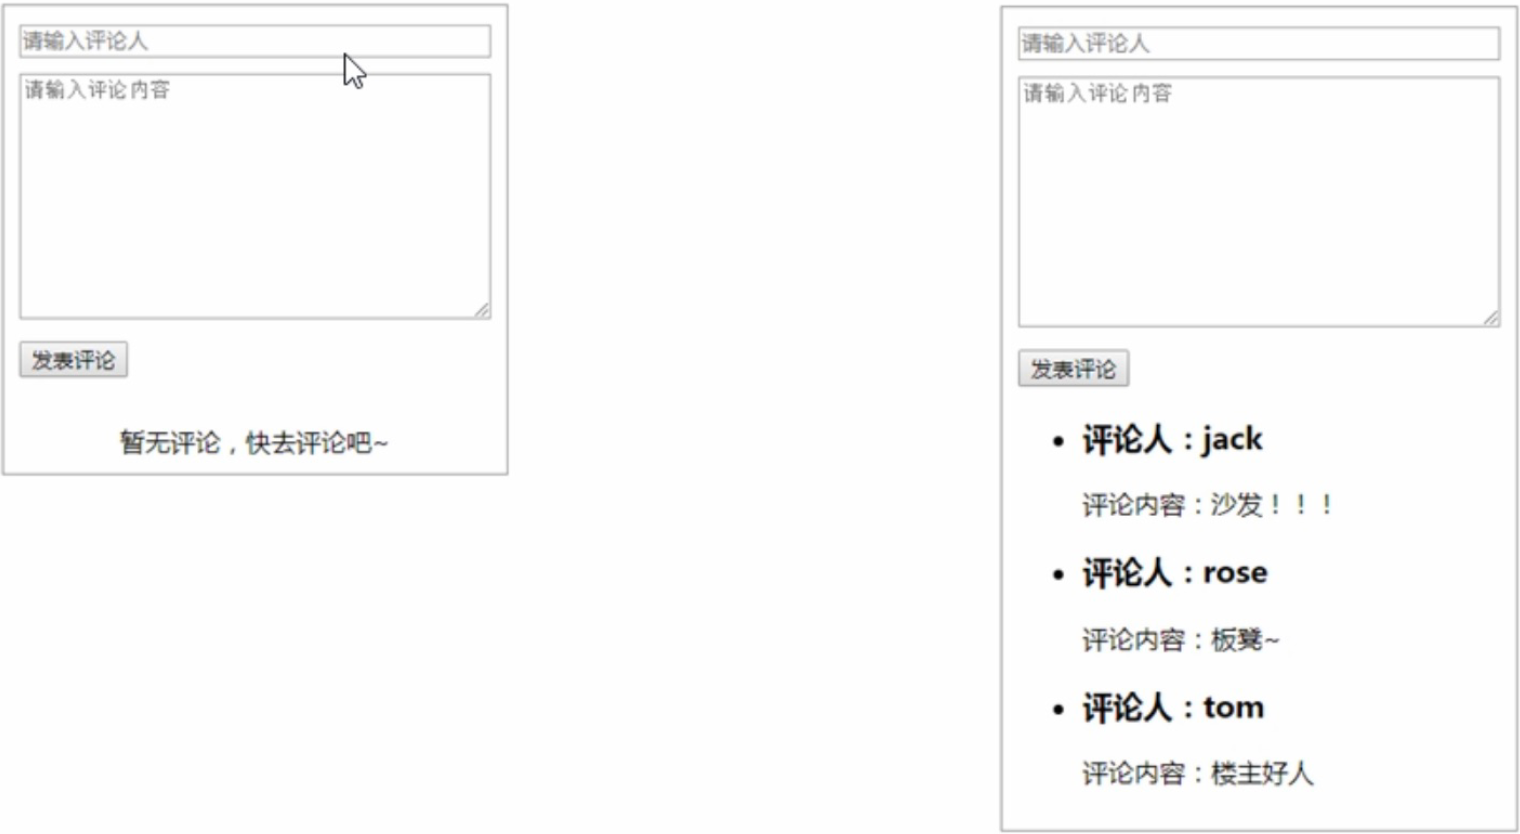 请输入评论人
请输入评论内容
发表评论
暂无评论，快去评论吧~
请输入评论人
请输入评论内容
发表评论
评论人：jack
评论内容：沙发！！！
评论人：rose
评论内容：板凳~
评论人：tom
评论内容：楼主好人